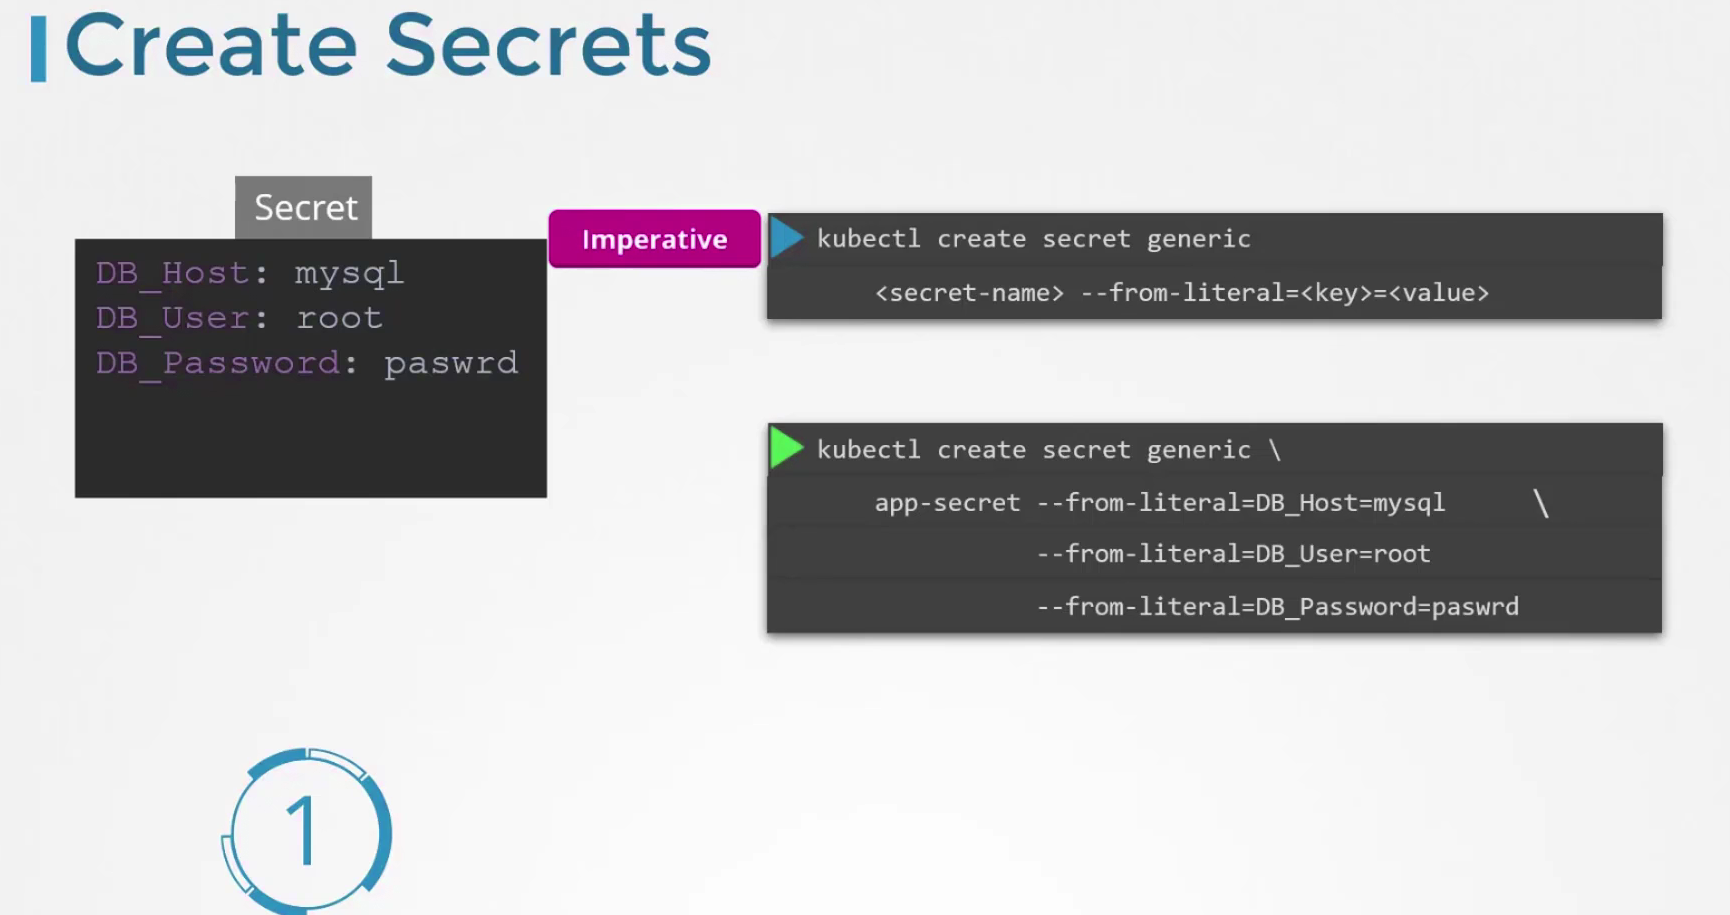 Create Secrets
Secret
DB_Host: mysql
DB_User: root
DB_Password: paswrd
Imperative
kubectl create secret generic
<secret-name> --from-literal=<key>=<value>
kubectl create secret generic \
app-secret --from-literal=DB_Host=mysql \
--from-literal=DB_User=root
--from-literal=DB_Password=paswrd
1